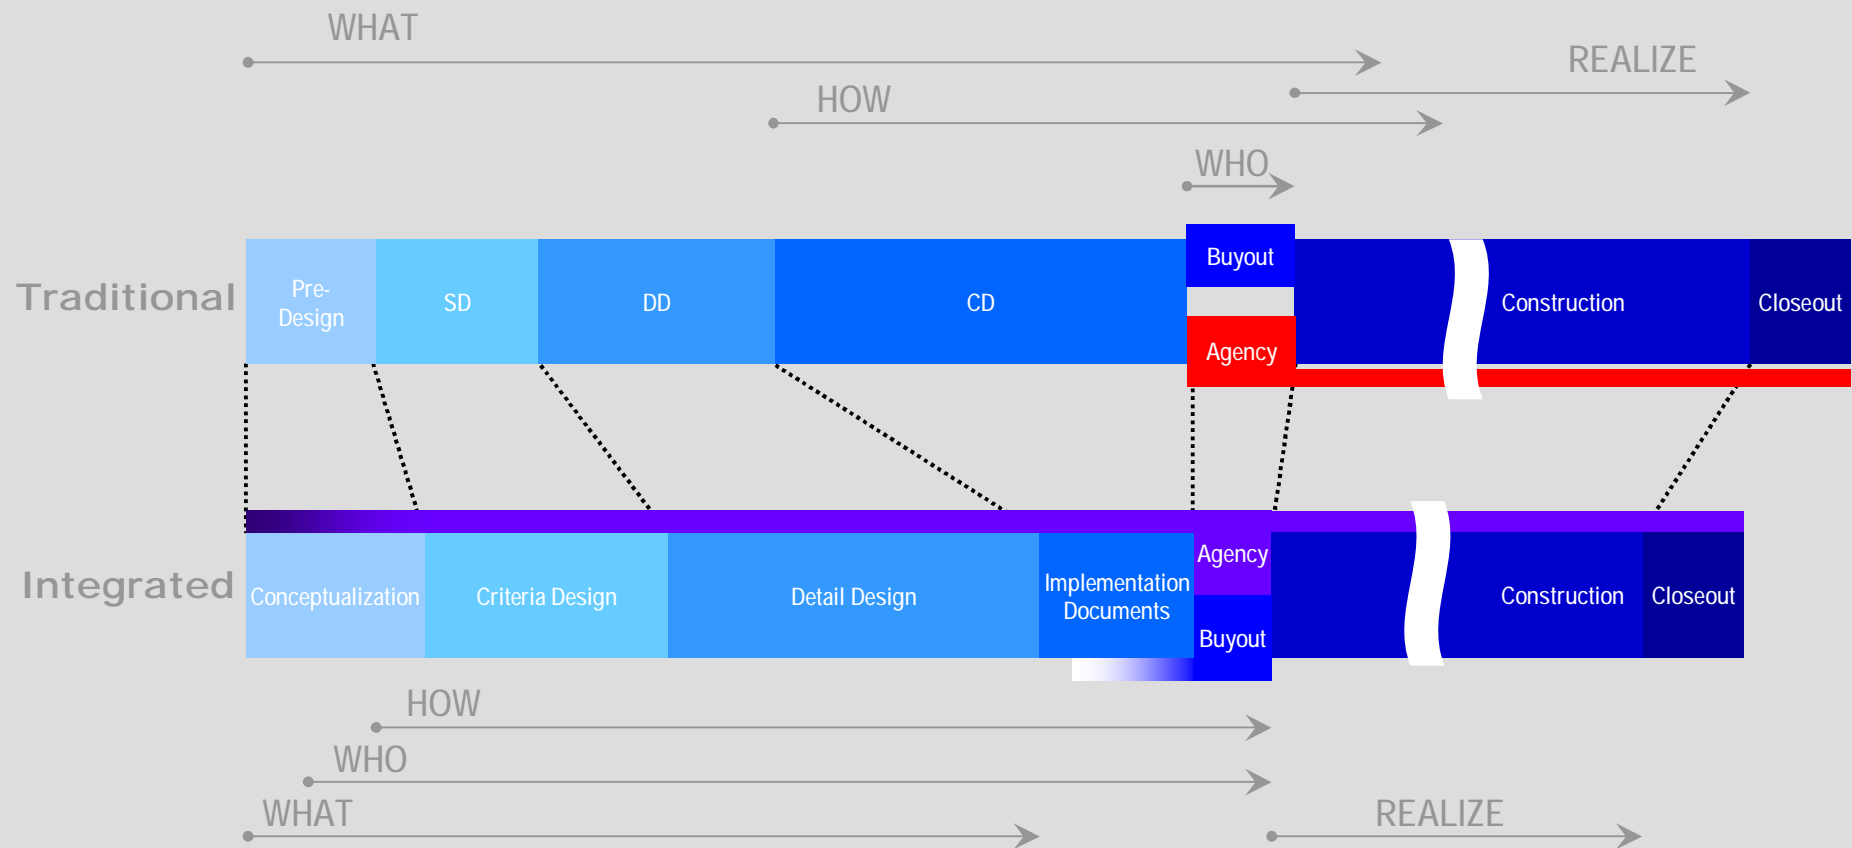 WHAT
REALIZE
HOW
WHO
Traditional
Pre-
Design
SD
DD
CD
Buyout
Agency
Construction
Closeout
Integrated
Conceptualization
Criteria Design
Detail Design
Implementation
Documents
Agency
Buyout
Construction
Closeout
HOW
WHO
WHAT
REALIZE